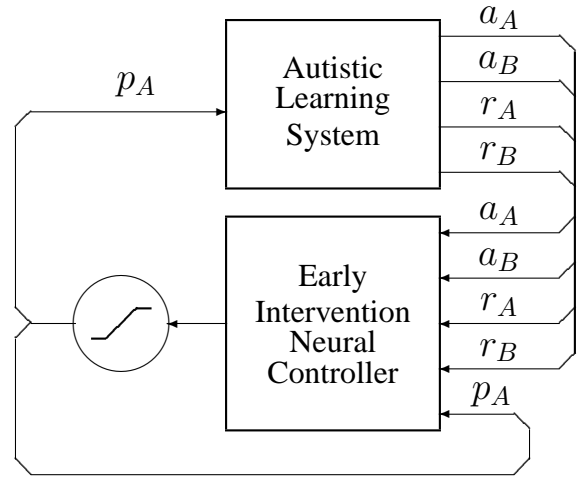 a_A
a_B
r_A
r_B
p_A
Autistic
Learning
System
a_A
a_B
r_A
r_B
p_A
Early
Intervention
Neural
Controller